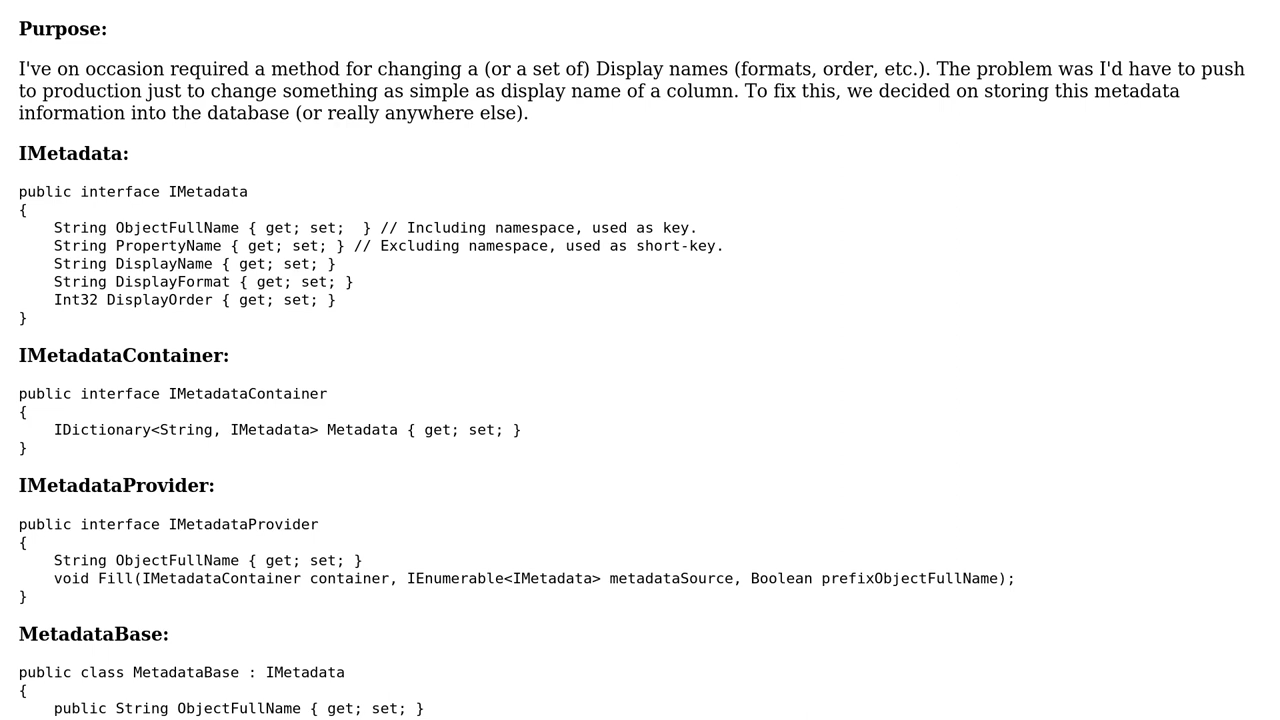 Purpose:
I've on occasion required a method for changing a (or a set of) Display names (formats, order, etc.). The problem was I'd have to push
to production just to change something as simple as display name of a column. To fix this, we decided on storing this metadata
information into the database (or really anywhere else).
IMetadata:
public interface IMetadata
{
    String ObjectFullName { get; set;  } // Including namespace, used as key.
    String PropertyName { get; set; } // Excluding namespace, used as short-key.
    String DisplayName { get; set; }
    String DisplayFormat { get; set; }
    Int32 DisplayOrder { get; set; }
}
IMetadataContainer:
public interface IMetadataContainer
{
    IDictionary<String, IMetadata> Metadata { get; set; }
}
IMetadataProvider:
public interface IMetadataProvider
{
    String ObjectFullName { get; set; }
    void Fill(IMetadataContainer container, IEnumerable<IMetadata> metadataSource, Boolean prefixObjectFullName);
}
MetadataBase:
public class MetadataBase : IMetadata
{
    public String ObjectFullName { get; set; }